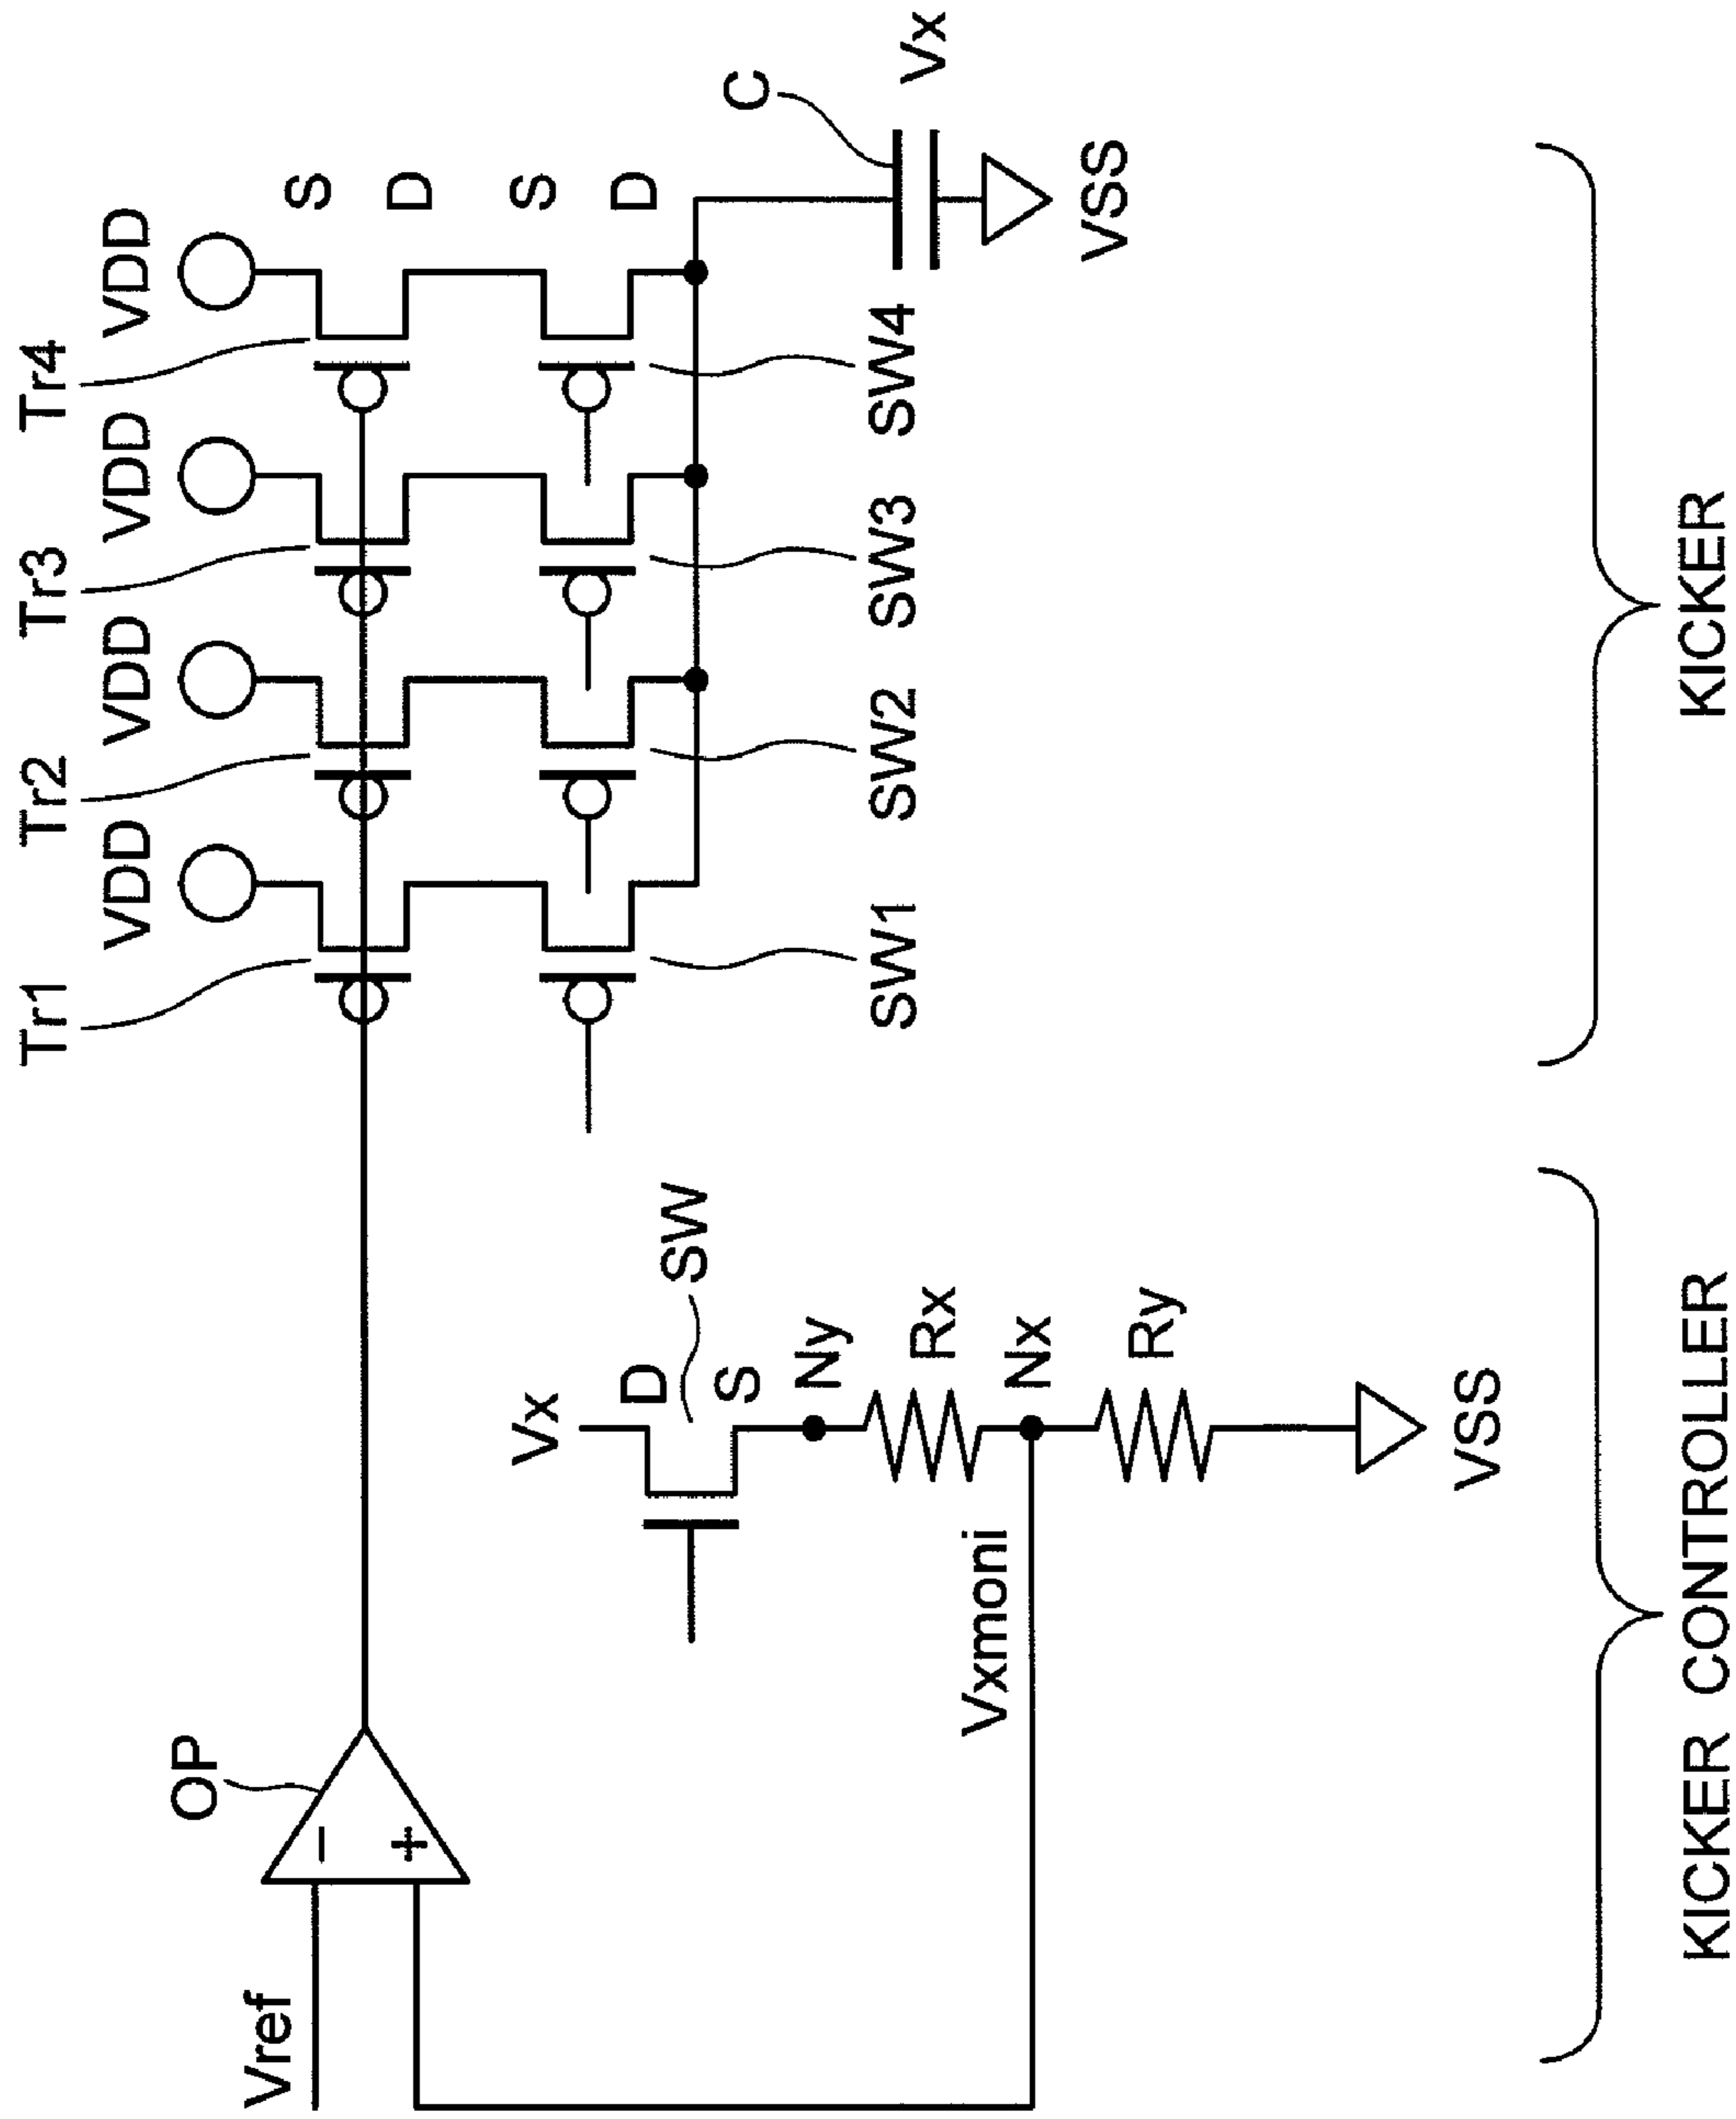 Tr1
Tr2
Tr3
Tr4
VDD
VDD
VDD
VDD
OP
S
D
S
D
Vref
−
+
SW1
SW2
SW3
SW4
C
Vx
VSS
Vx
D
S
SW
Ny
Rx
Vxmoni
Nx
Ry
VSS
KICKER CONTROLLER
KICKER